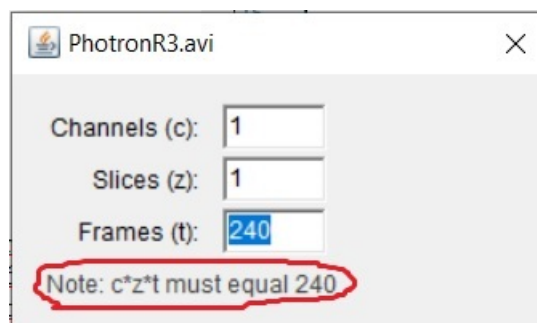 PhotronR3.avi
Channels (c): 1
Slices (z): 1
Frames (t): 240
Note: c*z*t must equal 240